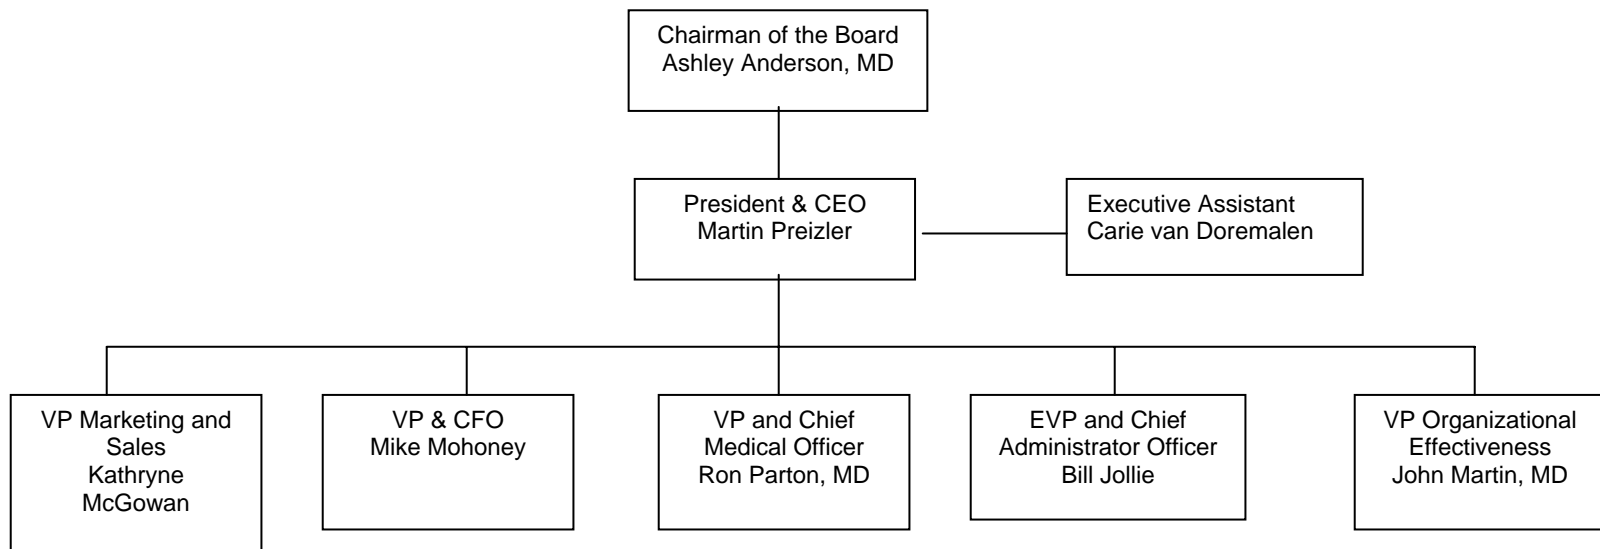 Chairman of the Board
Ashley Anderson, MD
President & CEO
Martin Preizler
Executive Assistant
Carie van Doremalen
VP Marketing and
Sales
Kathryne
McGowan
VP & CFO
Mike Mohoney
VP and Chief
Medical Officer
Ron Parton, MD
EVP and Chief
Administrator Officer
Bill Jollie
VP Organizational
Effectiveness
John Martin, MD